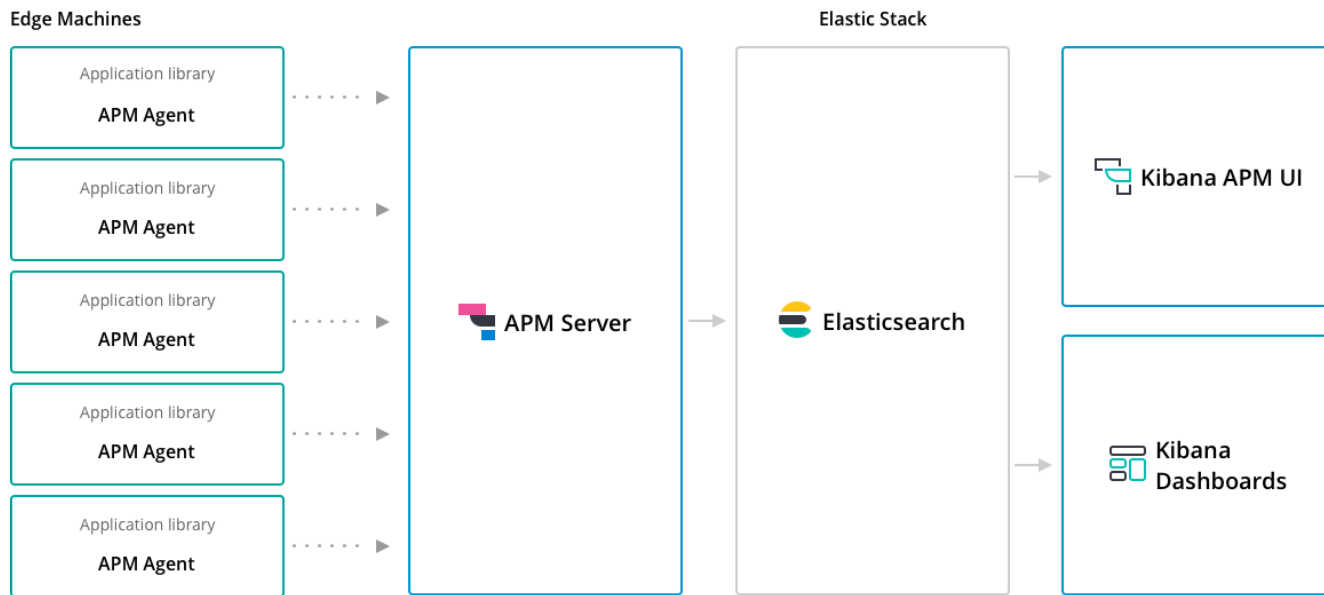 Edge Machines
Elastic Stack
Application library
APM Agent
Application library
APM Agent
Application library
APM Agent
Application library
APM Agent
Application library
APM Agent
APM Server
Elasticsearch
Kibana APM UI
Kibana
Dashboards